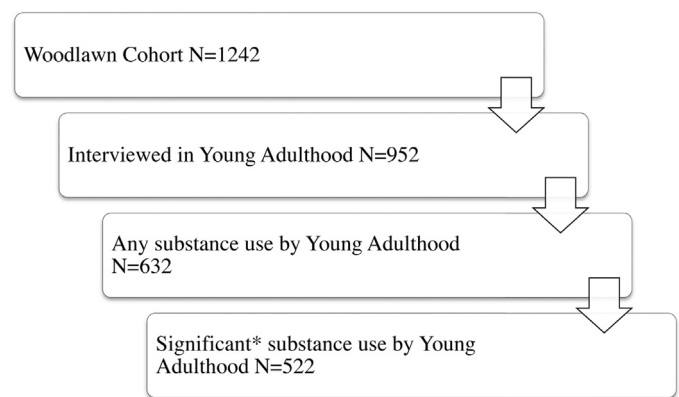 Woodlawn Cohort N=1242
Interviewed in Young Adulthood N=952
Any substance use by Young Adulthood
N=632
Significant* substance use by Young
Adulthood N=522